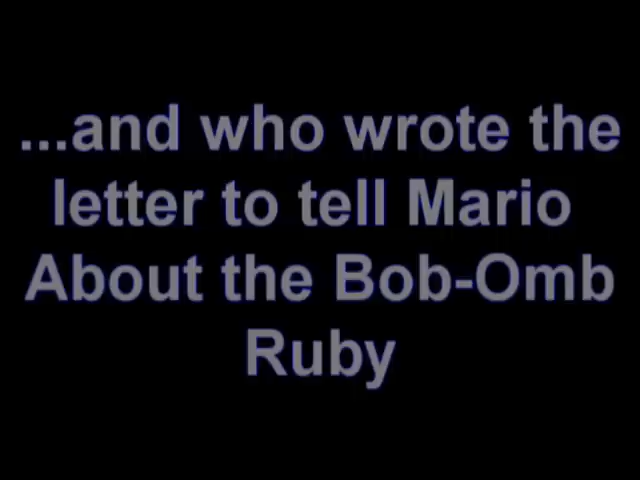 ...and who wrote the
letter to tell Mario
About the Bob-Omb
Ruby